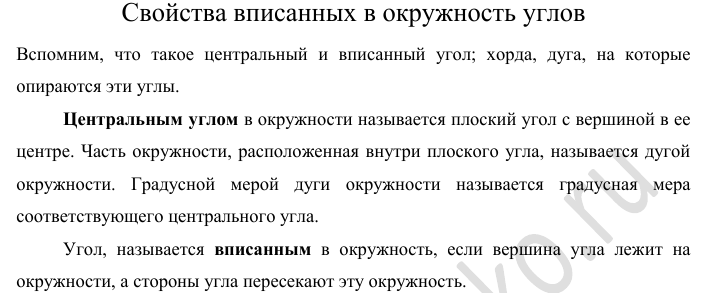 Свойства вписанных в окружность углов
Вспомним, что такое центральный и вписанный угол; хорда, дуга, на которые
опираются эти углы.
Центральным углом в окружности называется плоский угол с вершиной в ее
центре. Часть окружности, расположенная внутри плоского угла, называется дугой
окружности. Градусной мерой дуги окружности называется градусная мера
соответствующего центрального угла.
Угол, называется вписанным в окружность, если вершина угла лежит на
окружности, а стороны угла пересекают эту окружность.
ko.ru